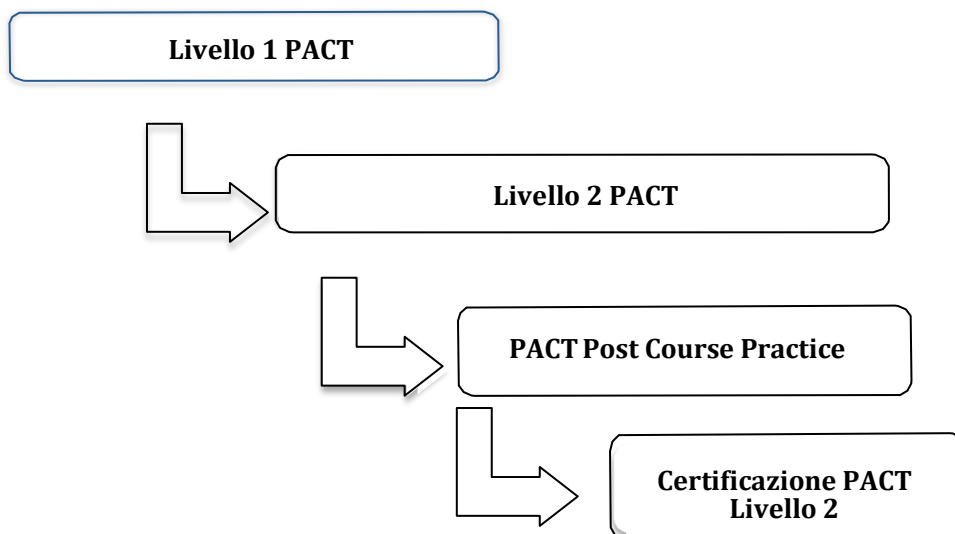 Livello 1 PACT
Livello 2 PACT
PACT Post Course Practice
Certificazione PACT
Livello 2